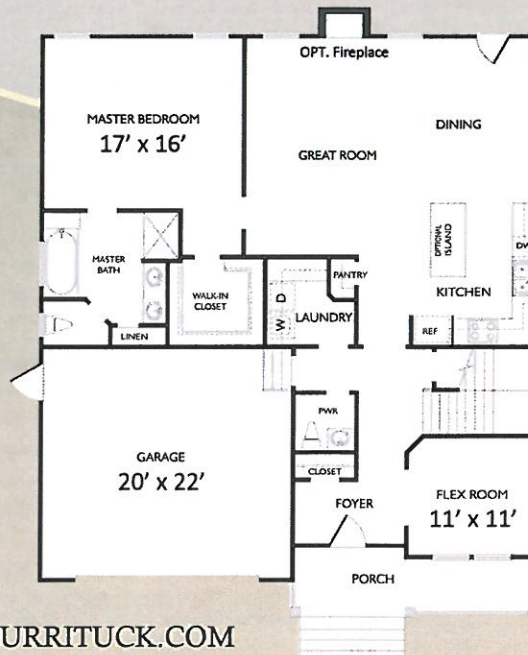 OPT. Fireplace
MASTER BEDROOM
17' x 16'
DINING
GREAT ROOM
OPTIONAL
ISLAND
DW
MASTER
BATH
WALK-IN
CLOSET
PANTRY
KITCHEN
W D
LAUNDRY
REF
LINEN
PWR
GARAGE
20' x 22'
CLOSET
FOYER
FLEX ROOM
11' x 11'
PORCH
URRITUCK.COM